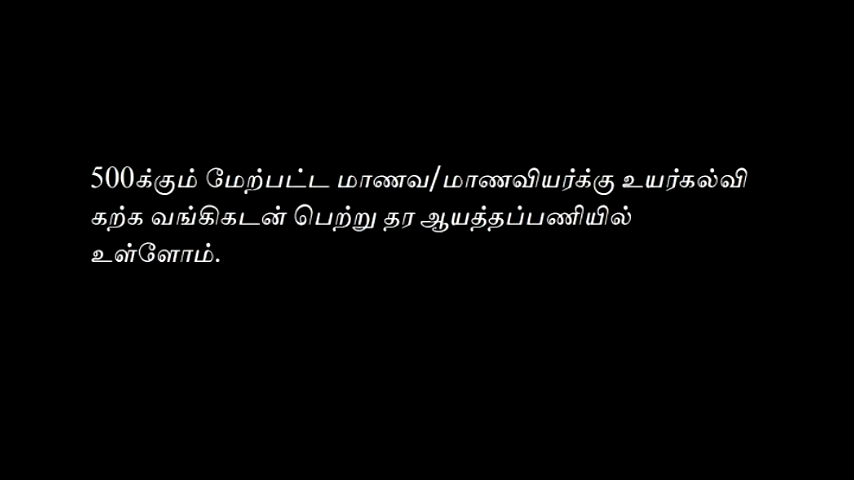 500க்கும் மேற்பட்ட மாணவ/மாணவியர்க்கு உயர்கல்வி
கற்க வங்கிகடன் பெற்று தர ஆயத்தப்பணியில்
உள்ளோம்.